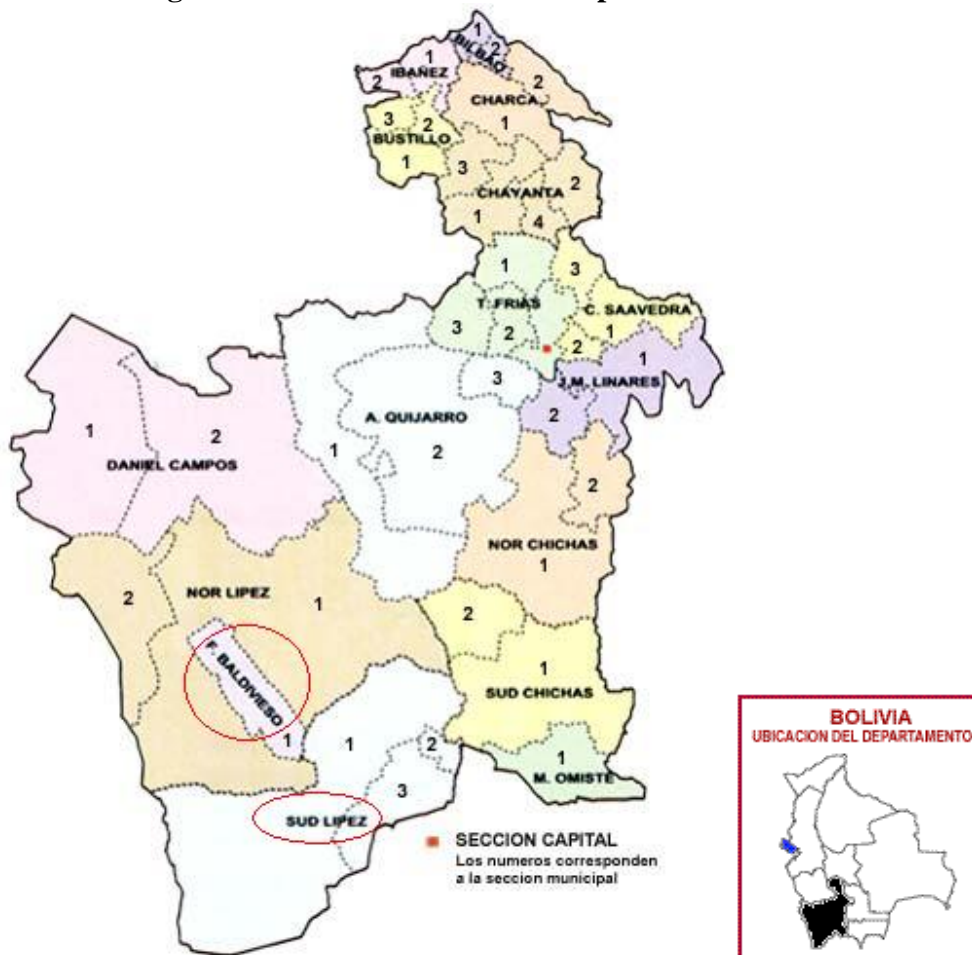 1
BILBAO
2
1
IBAÑEZ
2
2
CHARCAJ
1
3
2
BUSTILLO
1
3
CHAYANTA
2
1
4
1
T. FRIAS
3
2
3
C. SAAVEDRA
1
2
1
J.M. LINARES
2
3
A. QUIJARRO
1
2
1
2
DANIEL CAMPOS
2
NOR CHICHAS
1
2
NOR LIPEZ
1
F. BALDIVIESO
1
2
1
SUD CHICHAS
1
M. OMISTE
1
2
3
SUD LIPEZ
SECCION CAPITAL
Los numeros corresponden
a la seccion municipal
BOLIVIA
UBICACION DEL DEPARTAMENTO